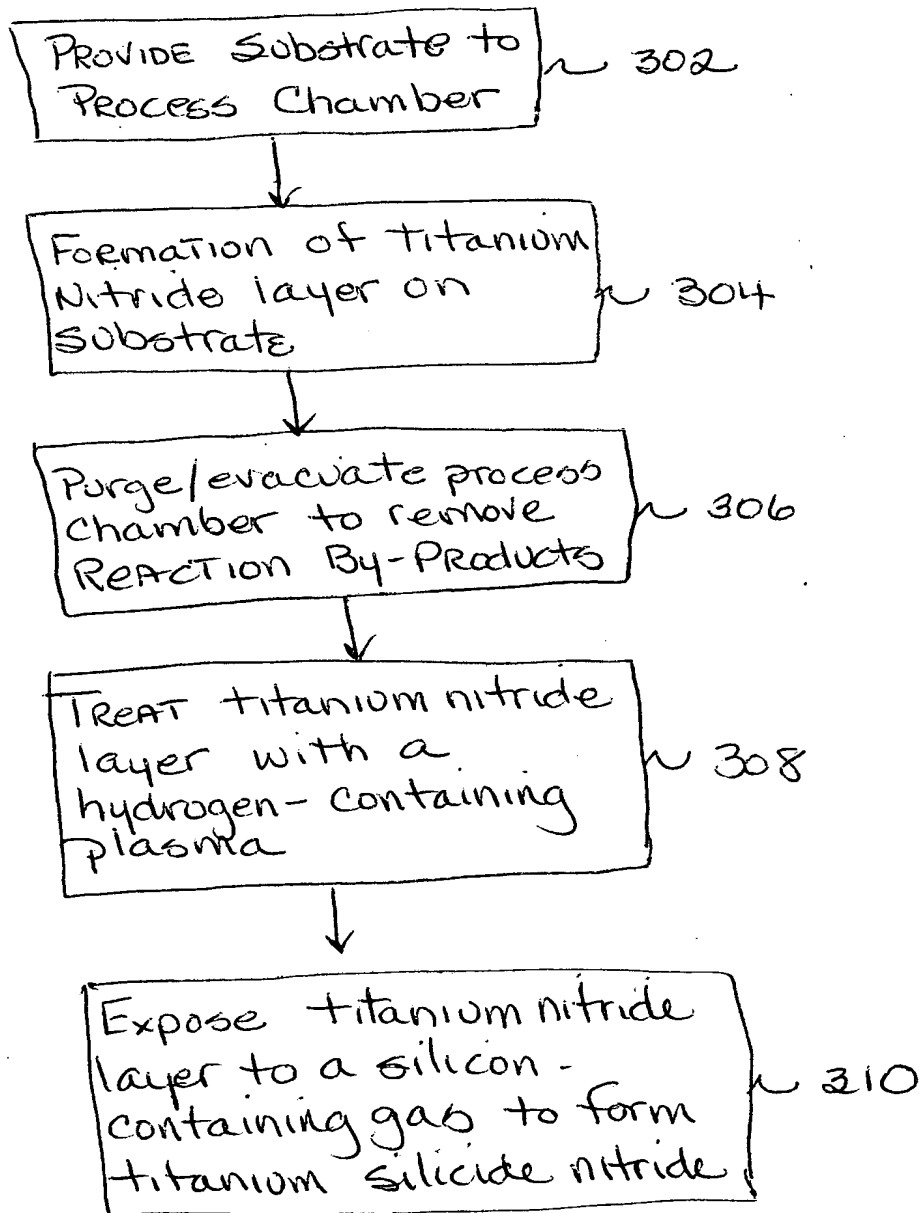 PROVIDE Substrate to
PROCESS Chamber
302
Formation of Titanium
Nitride layer on
Substrate
304
Purge/evacuate process
chamber to remove
REACTION By-Products
306
TREAT titanium nitride
layer with a
hydrogen-containing
plasma
308
Expose titanium nitride
layer to a silicon-
containing gas to form
titanium silicide nitride
310